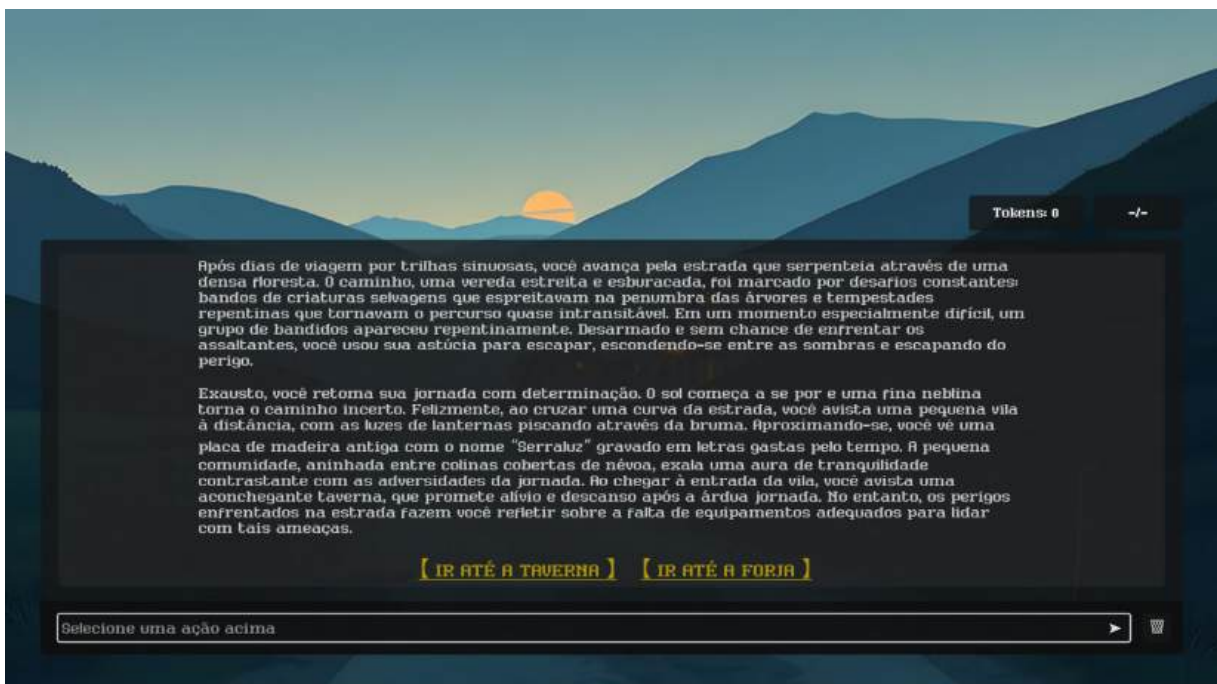 Tokens: 0
-/-
Após dias de viagem por trilhas sinuosas, você avança pela estrada que serpenteia através de uma
densa floresta. O caminho, uma vereda estreita e esburacada, foi marcado por desafios constantes:
bandos de criaturas selvagens que espreitavam na penumbra das árvores e tempestades
repentinas que tornavam o percurso quase intransitável. Em um momento especialmente difícil, um
grupo de bandidos apareceu repentinamente. Desarmado e sem chance de enfrentar os
assaltantes, você usou sua astúcia para escapar, escondendo-se entre as sombras e escapando do
perigo.
Exausto, você retoma sua jornada com determinação. O sol começa a se por e uma fina neblina
torna o caminho incerto. Felizmente, ao cruzar uma curva da estrada, você avista uma pequena vila
à distância, com as luzes de lanternas piscando através da bruma. Aproximando-se, você vê uma
placa de madeira antiga com o nome "Serraluz" gravado em letras gastas pelo tempo. A pequena
comunidade, aninhada entre colinas cobertas de névoa, exala uma aura de tranquilidade
contrastante com as adversidades da jornada. Ao chegar à entrada da vila, você avista uma
aconchegante taverna, que promete alívio e descanso após a árdua jornada. No entanto, os perigos
enfrentados na estrada fazem você refletir sobre a falta de equipamentos adequados para lidar
com tais ameaças.
[ IR ATÉ A TAVERNA ] [ IR ATÉ A FORJA ]
Selecione uma ação acima